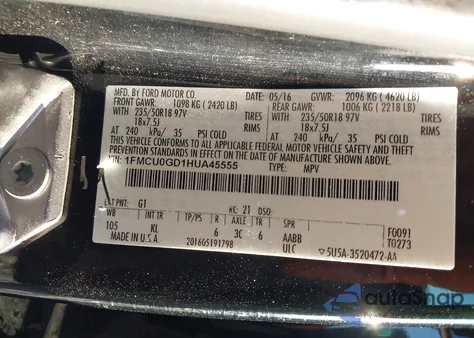 MFD. BY FORD MOTOR CO.
05/16 GVWR: 2096 KG ( 4620 LB)
FRONT GAWR: 1098 KG ( 2420 LB) REAR GAWR: 1006 KG ( 2218 LB)
WITH 235/50R18 97V TIRES WITH 235/50R18 97V TIRES
18x7.5J RIMS 18x7.5J RIMS
AT 240 kPa/ 35 PSI COLD AT 240 kPa/ 35 PSI COLD
THIS VEHICLE CONFORMS TO ALL APPLICABLE FEDERAL MOTOR VEHICLE
SAFETY, BUMPER, AND THEFT PREVENTION STANDARDS IN EFFECT ON THE DATE OF
MANUFACTURE SHOWN ABOVE.
1FMCU0GD1HUA45555 TYPE: MPV
EXT PNT: G1 RC: 21 DSO:
WB INT TR TP/PS R AX TR SPR F0091
105 KL 6 3C 6 AABB T0273
MADE IN U.S.A. 201605191798 ULC 5U5A-3520472-AA
autoSnap